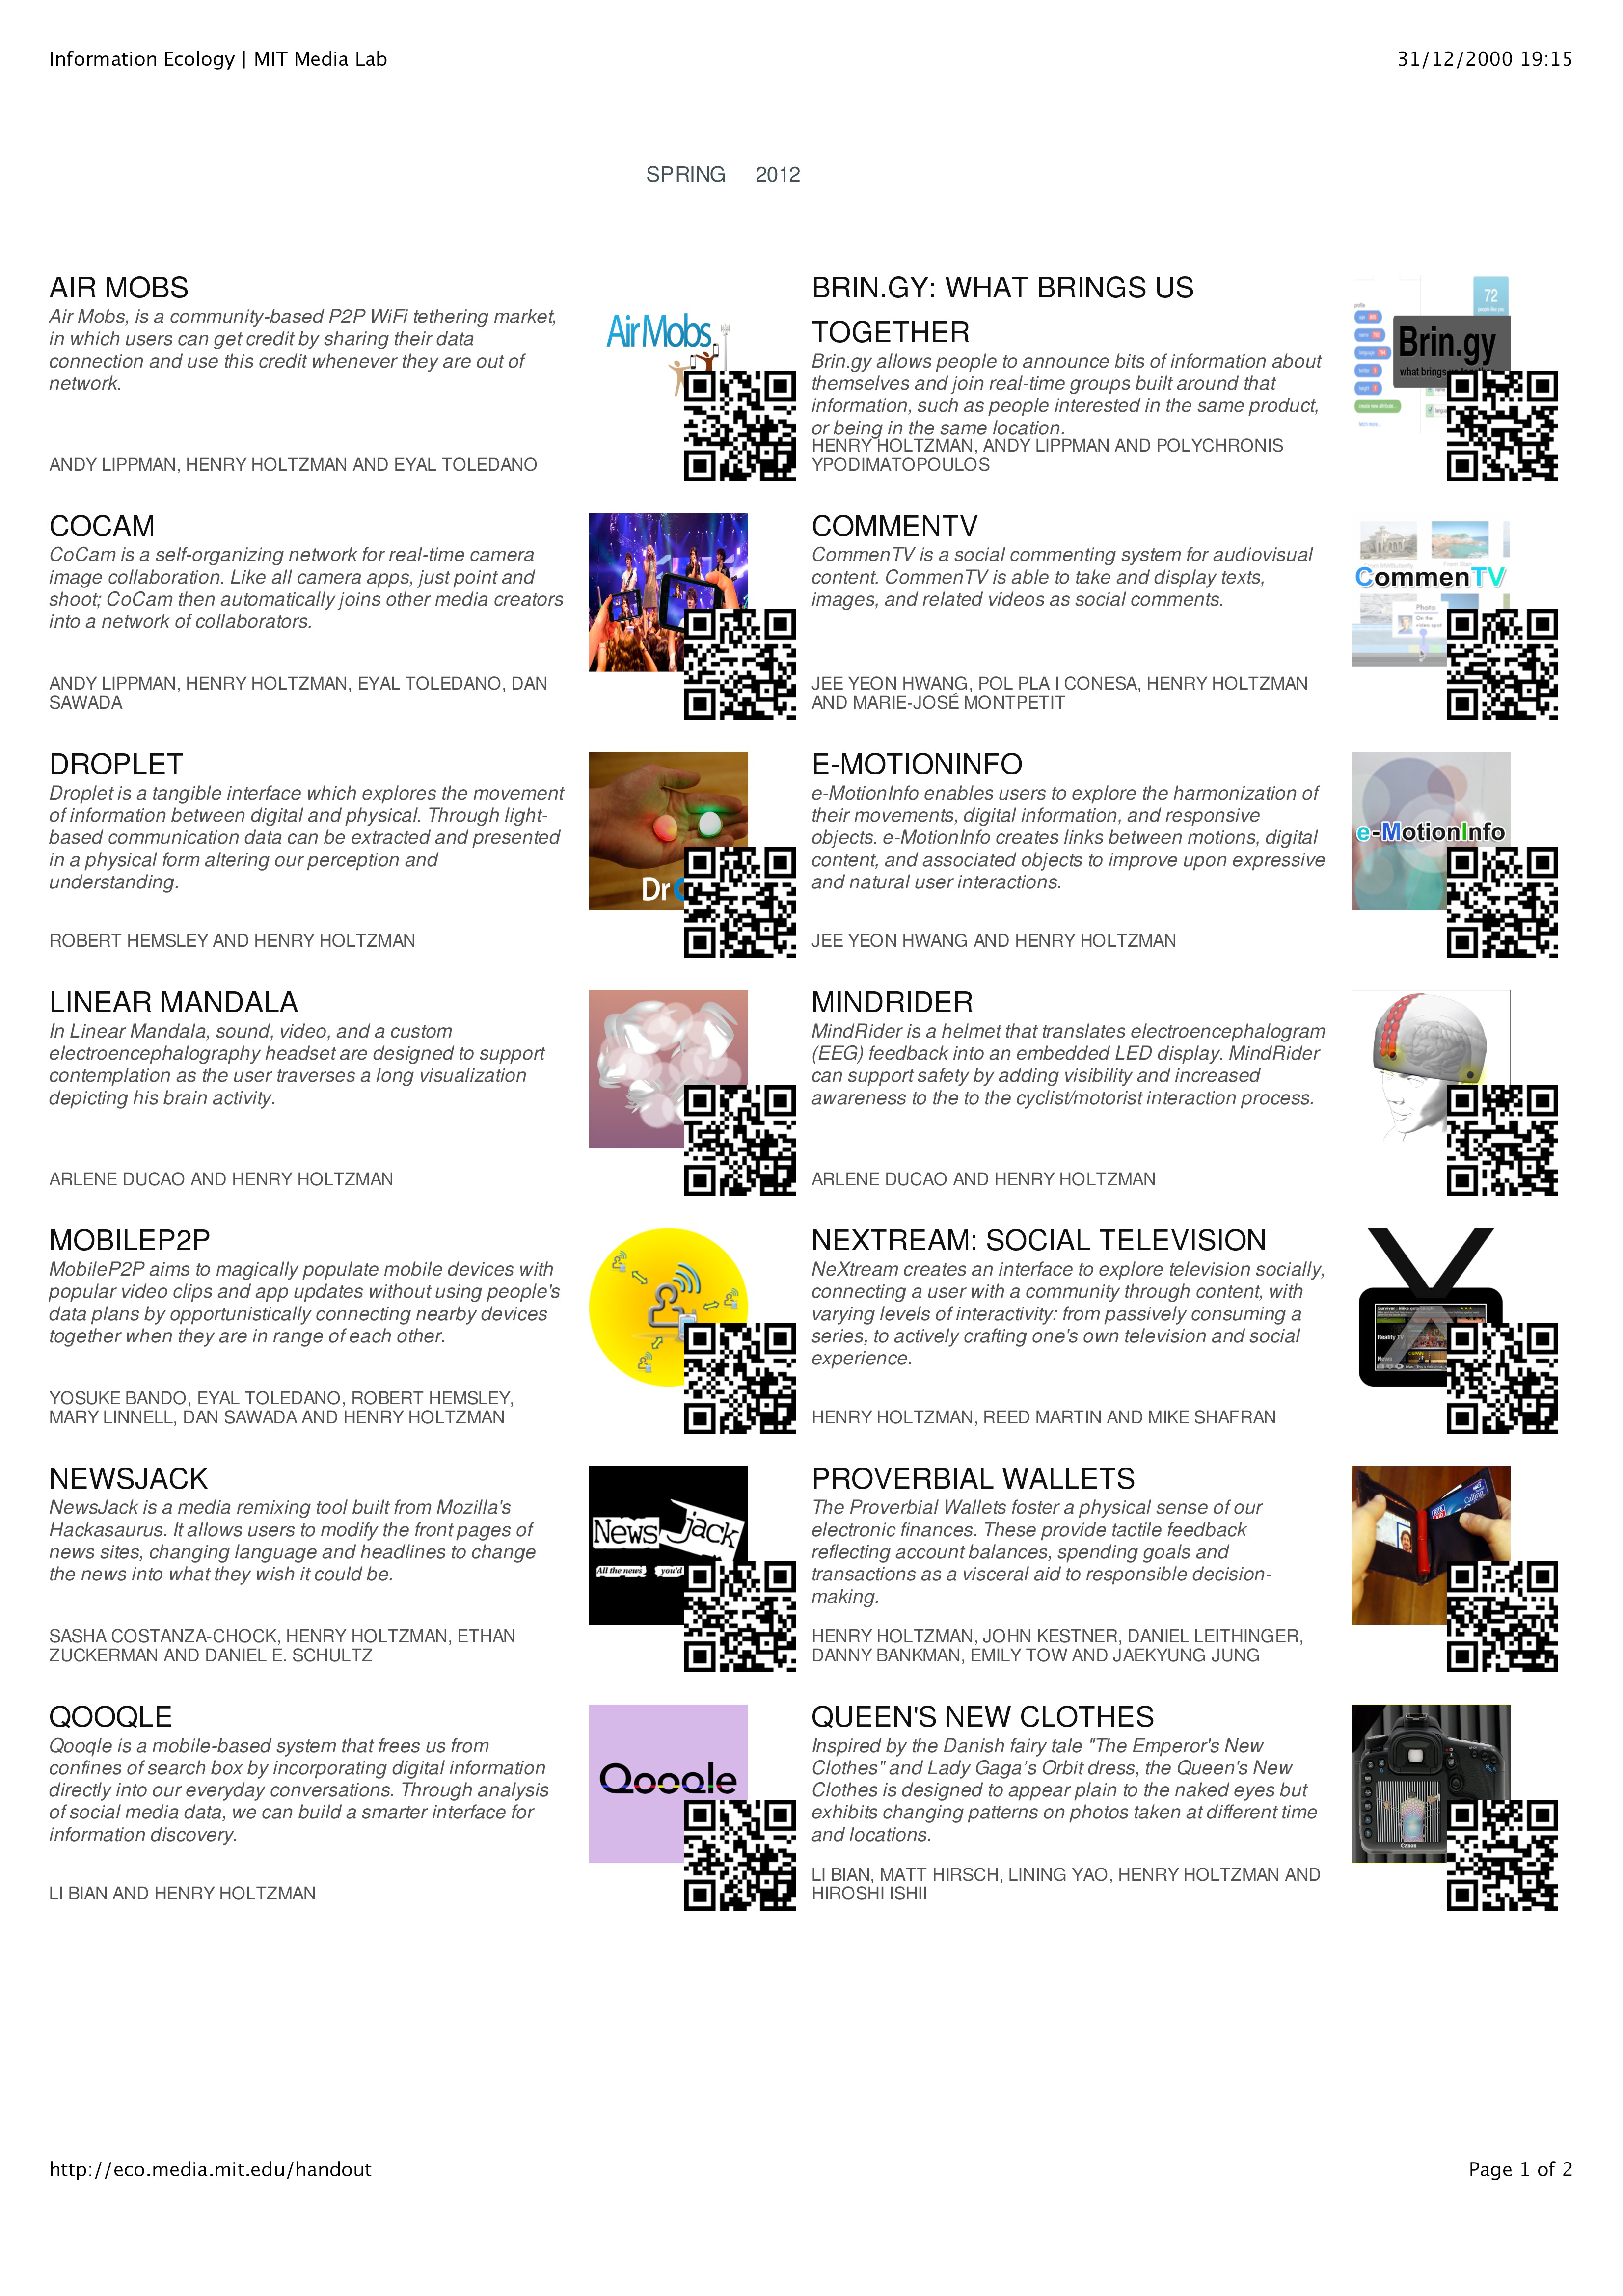 Information Ecology | MIT Media Lab
31/12/2000 19:15
SPRING 2012
AIR MOBS
Air Mobs, is a community-based P2P WiFi tethering market,
in which users can get credit by sharing their data
connection and use this credit whenever they are out of
network.
ANDY LIPPMAN, HENRY HOLTZMAN AND EYAL TOLEDANO
AirMobs
BRIN.GY: WHAT BRINGS US
TOGETHER
Brin.gy allows people to announce bits of information about
themselves and join real-time groups built around that
information, such as people interested in the same product,
or being in the same location.
HENRY HOLTZMAN, ANDY LIPPMAN AND POLYCHRONIS
YPODIMATOPOULOS
72
Brin.gy
what brings
COCAM
CoCam is a self-organizing network for real-time camera
image collaboration. Like all camera apps, just point and
shoot; CoCam then automatically joins other media creators
into a network of collaborators.
ANDY LIPPMAN, HENRY HOLTZMAN, EYAL TOLEDANO, DAN
SAWADA
COMMENTV
CommenTV is a social commenting system for audiovisual
content. CommenTV is able to take and display texts,
images, and related videos as social comments.
JEE YEON HWANG, POL PLA I CONESA, HENRY HOLTZMAN
AND MARIE-JOSÉ MONTPETIT
CommenTV
Photo
On the
video spot
DROPLET
Droplet is a tangible interface which explores the movement
of information between digital and physical. Through light-
based communication data can be extracted and presented
in a physical form altering our perception and
understanding.
ROBERT HEMSLEY AND HENRY HOLTZMAN
Dr
E-MOTIONINFO
e-MotionInfo enables users to explore the harmonization of
their movements, digital information, and responsive
objects. e-MotionInfo creates links between motions, digital
content, and associated objects to improve upon expressive
and natural user interactions.
JEE YEON HWANG AND HENRY HOLTZMAN
e-MotionInfo
LINEAR MANDALA
In Linear Mandala, sound, video, and a custom
electroencephalography headset are designed to support
contemplation as the user traverses a long visualization
depicting his brain activity.
ARLENE DUCAO AND HENRY HOLTZMAN
MINDRIDER
MindRider is a helmet that translates electroencephalogram
(EEG) feedback into an embedded LED display. MindRider
can support safety by adding visibility and increased
awareness to the to the cyclist/motorist interaction process.
ARLENE DUCAO AND HENRY HOLTZMAN
MOBILEP2P
MobileP2P aims to magically populate mobile devices with
popular video clips and app updates without using people's
data plans by opportunistically connecting nearby devices
together when they are in range of each other.
YOSUKE BANDO, EYAL TOLEDANO, ROBERT HEMSLEY,
MARY LINNELL, DAN SAWADA AND HENRY HOLTZMAN
NEXTREAM: SOCIAL TELEVISION
NeXtream creates an interface to explore television socially,
connecting a user with a community through content, with
varying levels of interactivity: from passively consuming a
series, to actively crafting one's own television and social
experience.
HENRY HOLTZMAN, REED MARTIN AND MIKE SHAFRAN
Reality TV
News
NEWSJACK
NewsJack is a media remixing tool built from Mozilla's
Hackasaurus. It allows users to modify the front pages of
news sites, changing language and headlines to change
the news into what they wish it could be.
SASHA COSTANZA-CHOCK, HENRY HOLTZMAN, ETHAN
ZUCKERMAN AND DANIEL E. SCHULTZ
News Jack
All the news you'd
PROVERBIAL WALLETS
The Proverbial Wallets foster a physical sense of our
electronic finances. These provide tactile feedback
reflecting account balances, spending goals and
transactions as a visceral aid to responsible decision-
making.
HENRY HOLTZMAN, JOHN KESTNER, DANIEL LEITHINGER,
DANNY BANKMAN, EMILY TOW AND JAEKYUNG JUNG
QOOQLE
Qooqle is a mobile-based system that frees us from
confines of search box by incorporating digital information
directly into our everyday conversations. Through analysis
of social media data, we can build a smarter interface for
information discovery.
LI BIAN AND HENRY HOLTZMAN
Qooqle
QUEEN'S NEW CLOTHES
Inspired by the Danish fairy tale "The Emperor's New
Clothes" and Lady Gaga's Orbit dress, the Queen's New
Clothes is designed to appear plain to the naked eyes but
exhibits changing patterns on photos taken at different time
and locations.
LI BIAN, MATT HIRSCH, LINING YAO, HENRY HOLTZMAN AND
HIROSHI ISHII
Canon
http://eco.media.mit.edu/handout
Page 1 of 2